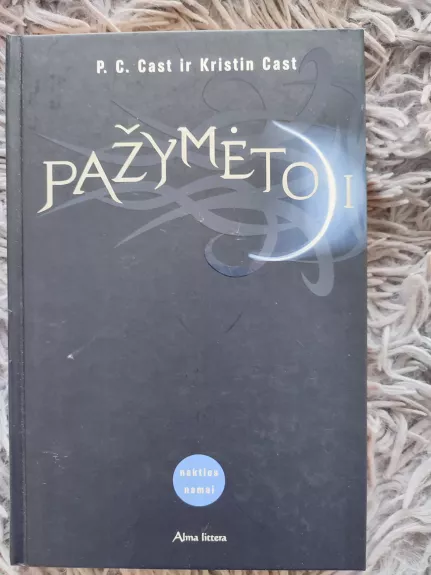 P. C. Cast ir Kristin Cast
PAŽYMĖTOJI
nakties
namai
Alma littera